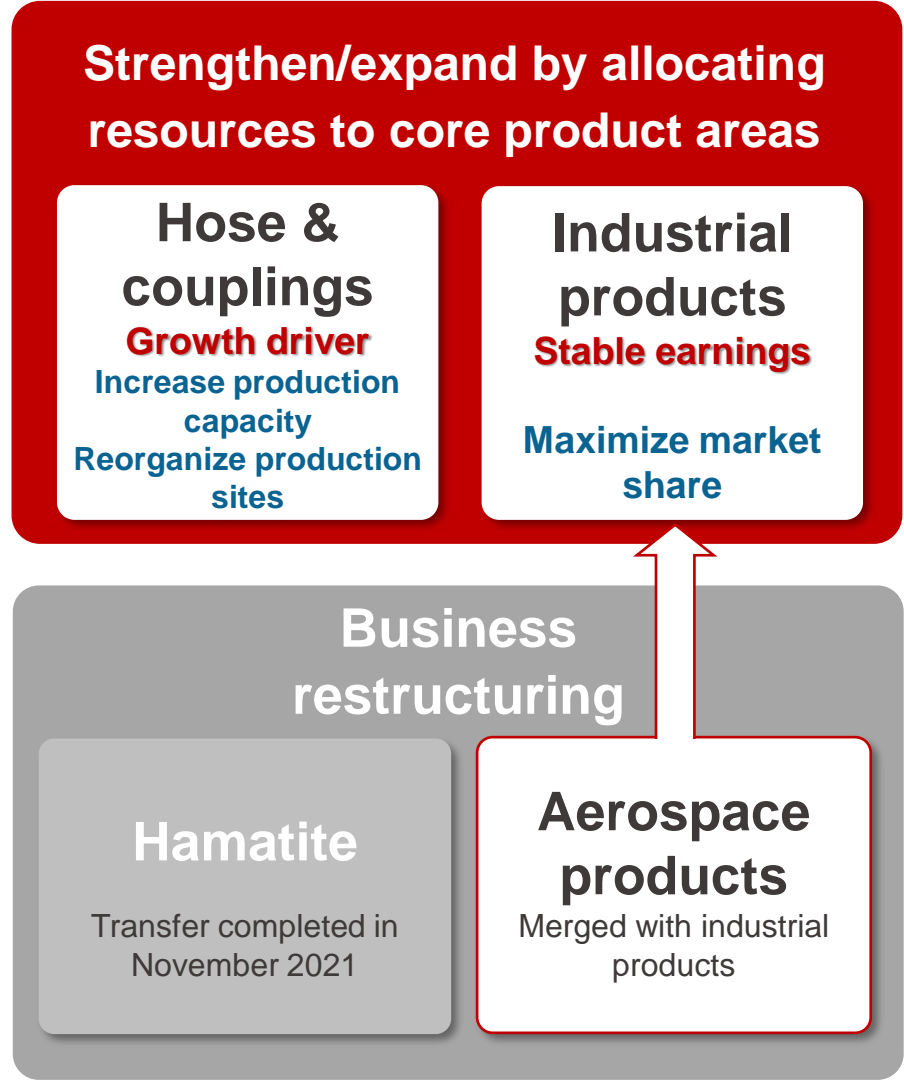 Strengthen/expand by allocating
resources to core product areas
Hose &
couplings
Growth driver
Increase production
capacity
Reorganize production
sites
Industrial
products
Stable earnings
Maximize market
share
Business
restructuring
Hamatite
Transfer completed in
November 2021
Aerospace
products
Merged with industrial
products